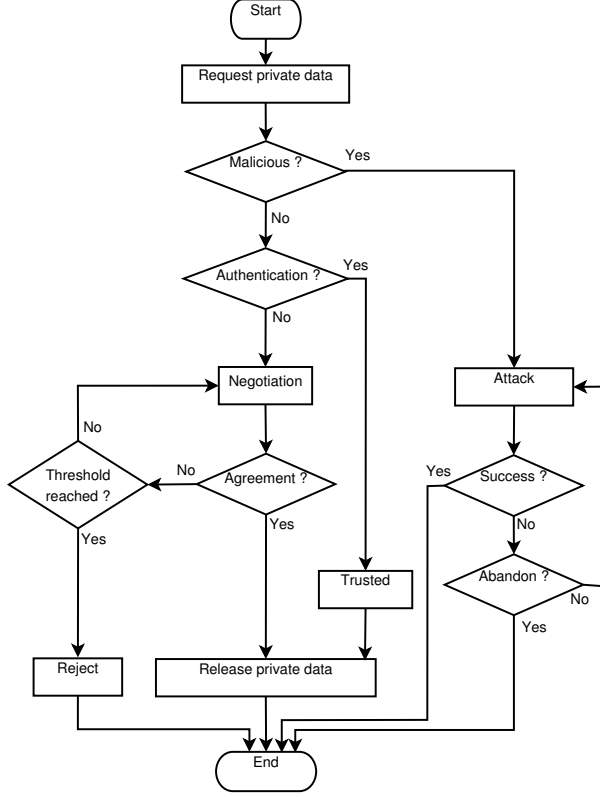 Start
Request private data
Malicious ?
Yes
No
Authentication ?
Yes
No
Negotiation
Attack
No
Threshold
reached ?
No
Agreement ?
Yes
Success ?
Yes
Yes
No
Abandon ?
No
Trusted
Yes
Reject
Release private data
End